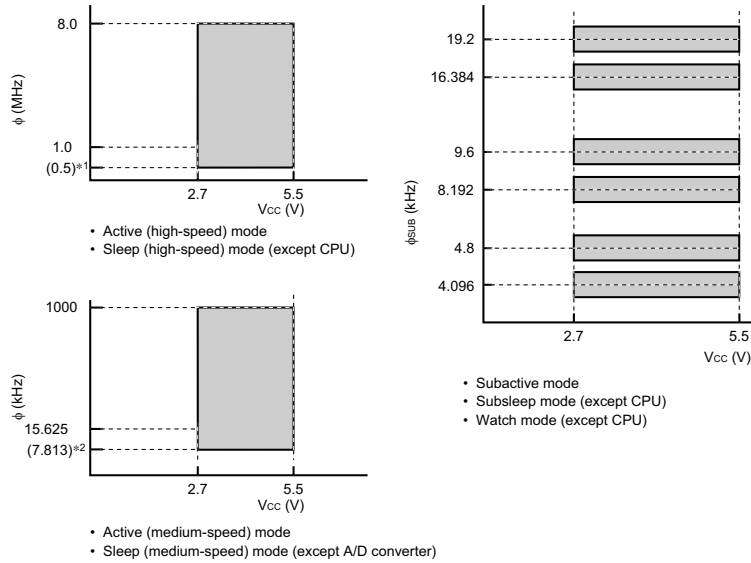 8.0
φ (MHz)
1.0
(0.5)*1
2.7
5.5
Vcc (V)
• Active (high-speed) mode
• Sleep (high-speed) mode (except CPU)
1000
φ (kHz)
15.625
(7.813)*2
2.7
5.5
Vcc (V)
• Active (medium-speed) mode
• Sleep (medium-speed) mode (except A/D converter)
19.2
16.384
9.6
φSUB (kHz)
8.192
4.8
4.096
2.7
5.5
Vcc (V)
• Subactive mode
• Subsleep mode (except CPU)
• Watch mode (except CPU)